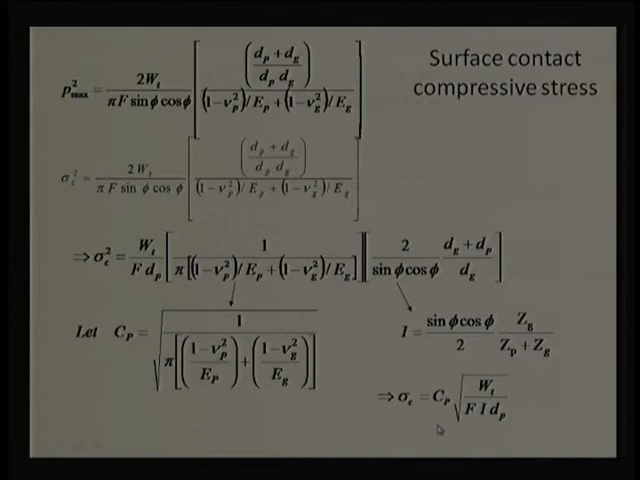 Surface contact
compressive stress
p²max = 2Wt / (π F sin ϕ cos ϕ) [ ((dp + dg) / (dp dg)) / ((1 − νp²)/Ep + (1 − νg²)/Eg) ]
σc² = 2Wt / (π F sin ϕ cos ϕ) [ ((dp + dg) / (dp dg)) / ((1 − νp²)/Ep + (1 − νg²)/Eg) ]
⇒ σc² = Wt / (F dp) [ 1 / (π[(1 − νp²)/Ep + (1 − νg²)/Eg]) ] [ 2 / (sin ϕ cos ϕ) (dg + dp) / dg ]
Let Cp = √( 1 / (π[((1 − νp²) / EP) + ((1 − νg²) / Eg)]) )
I = (sin ϕ cos ϕ / 2) Zg / (Zp + Zg)
⇒ σc = CP √( Wt / (F I dp) )